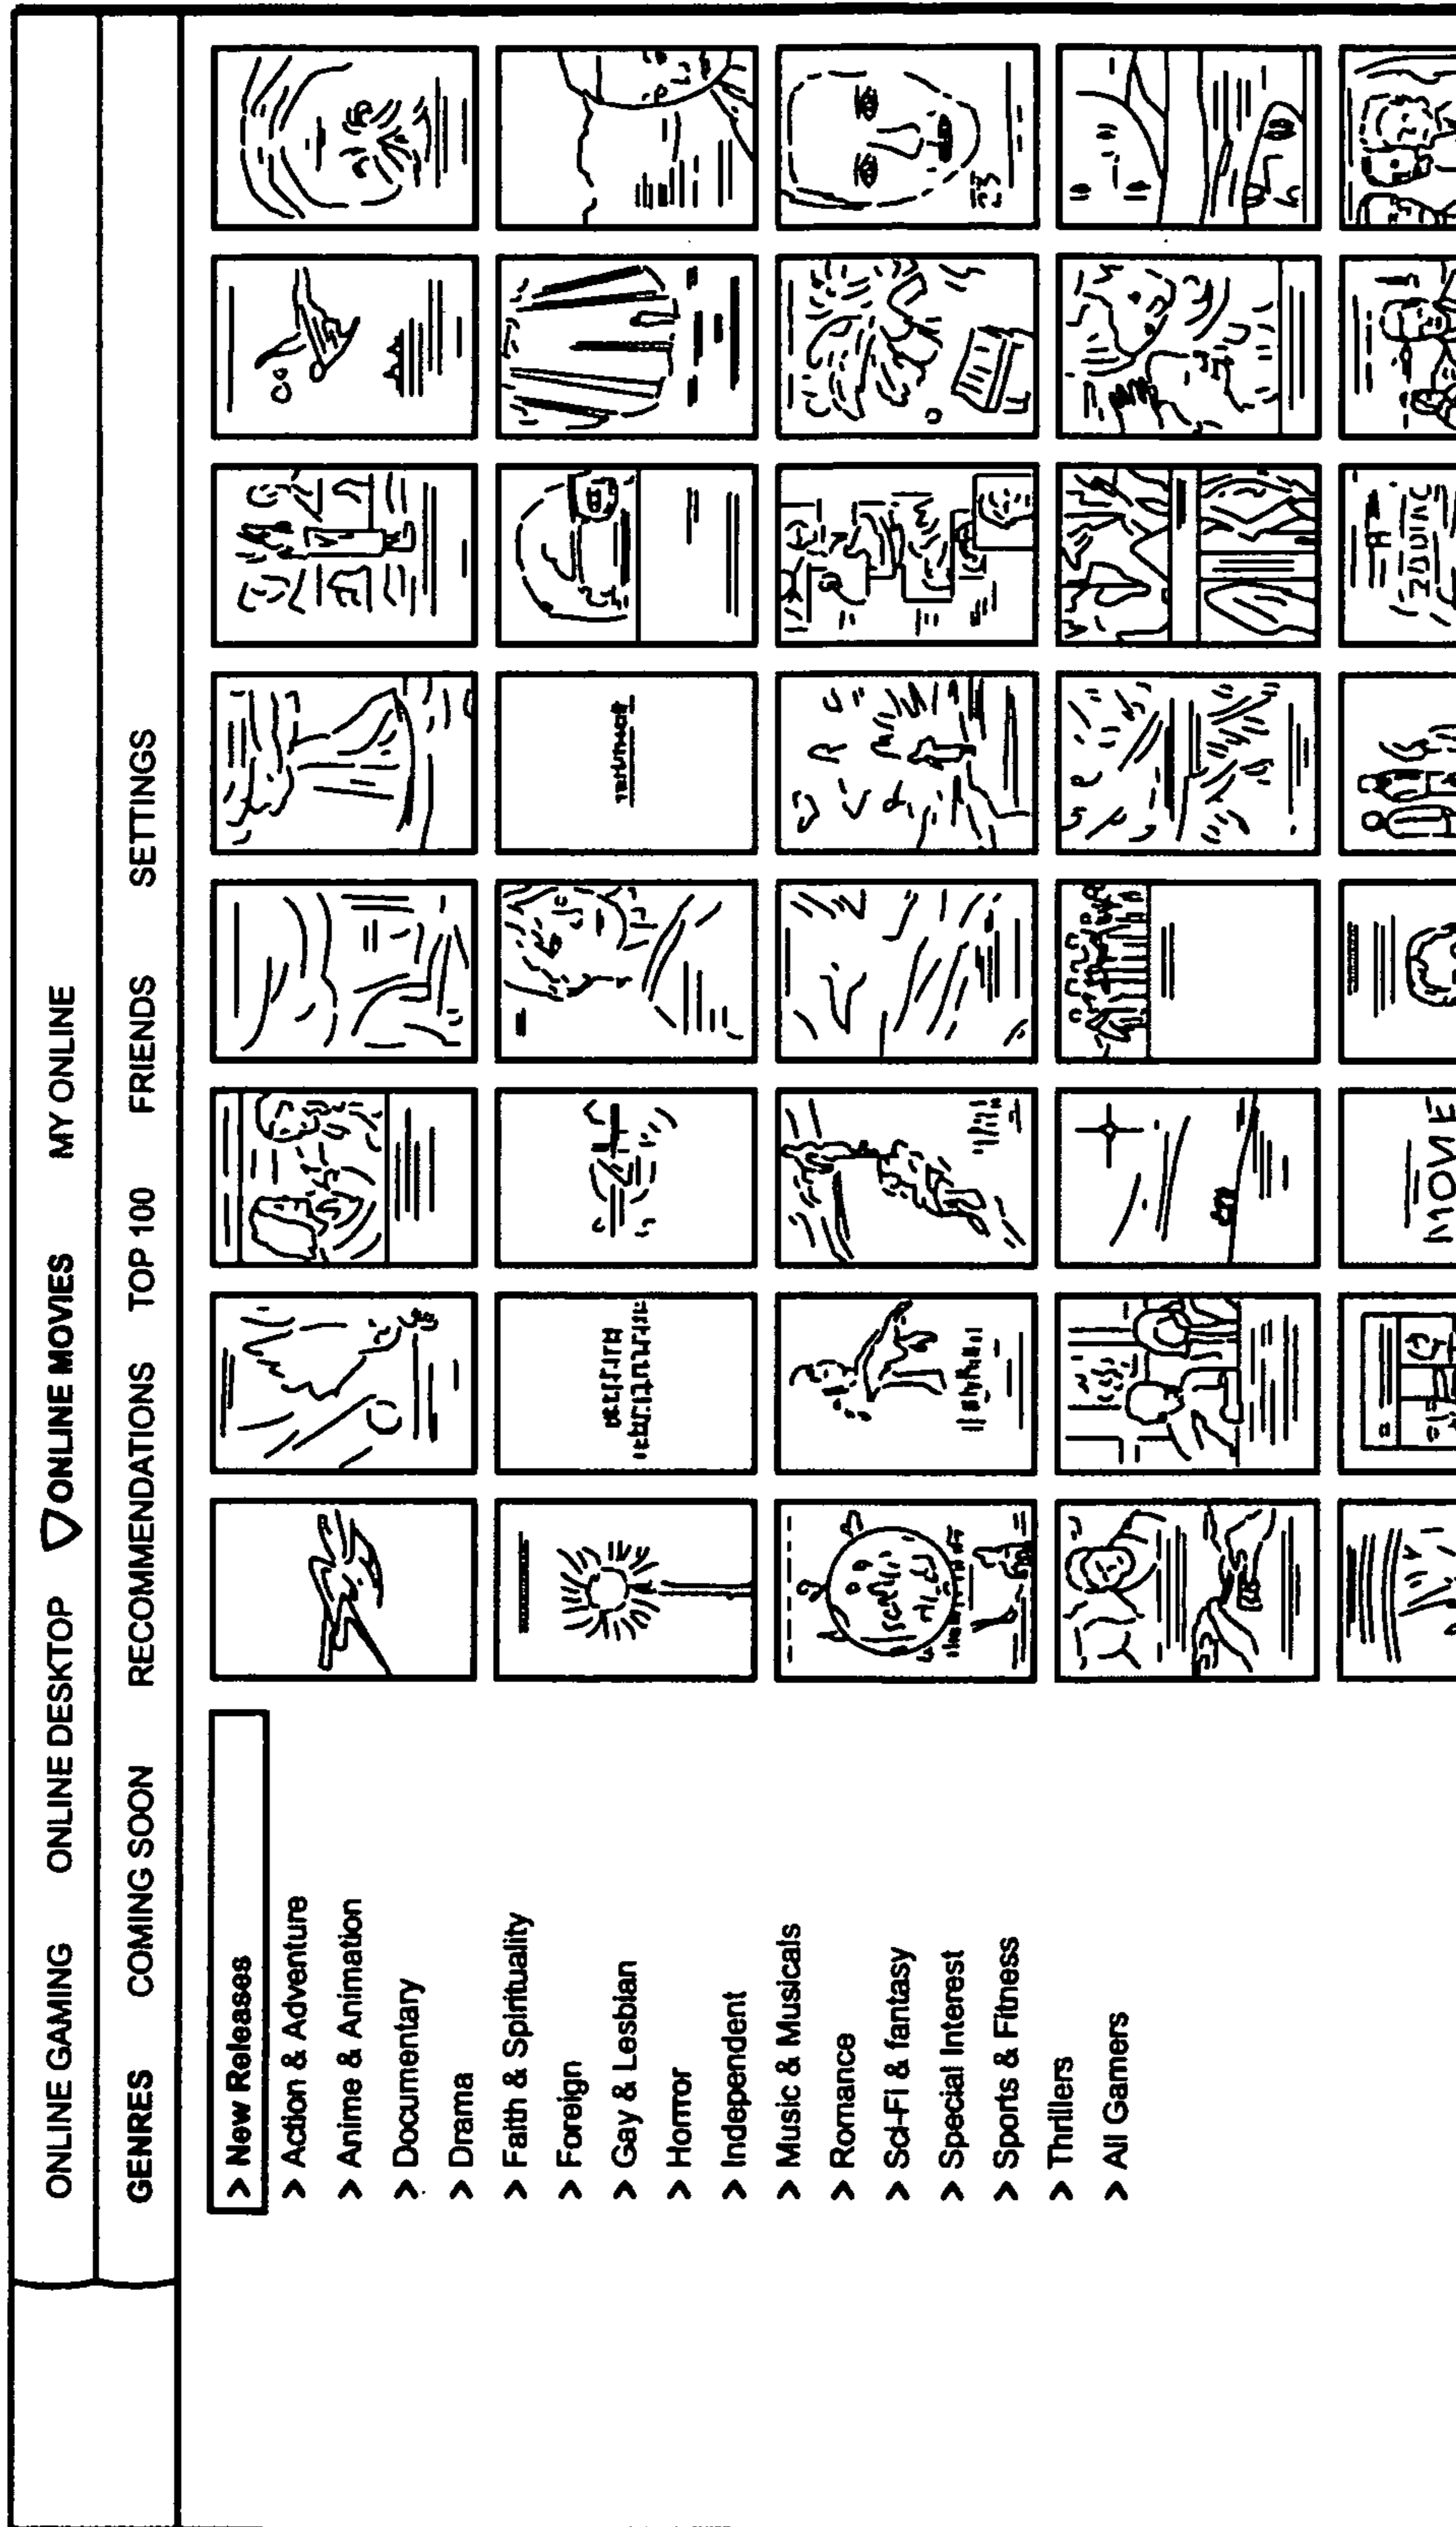 ONLINE GAMING ONLINE DESKTOP ONLINE MOVIES MY ONLINE
GENRES COMING SOON RECOMMENDATIONS TOP 100 FRIENDS SETTINGS
> New Releases
> Action & Adventure
> Anime & Animation
> Documentary
> Drama
> Faith & Spirituality
> Foreign
> Gay & Lesbian
> Horror
> Independent
> Music & Musicals
> Romance
> Sci-Fi & fantasy
> Special Interest
> Sports & Fitness
> Thrillers
> All Gamers
23
MOVIE